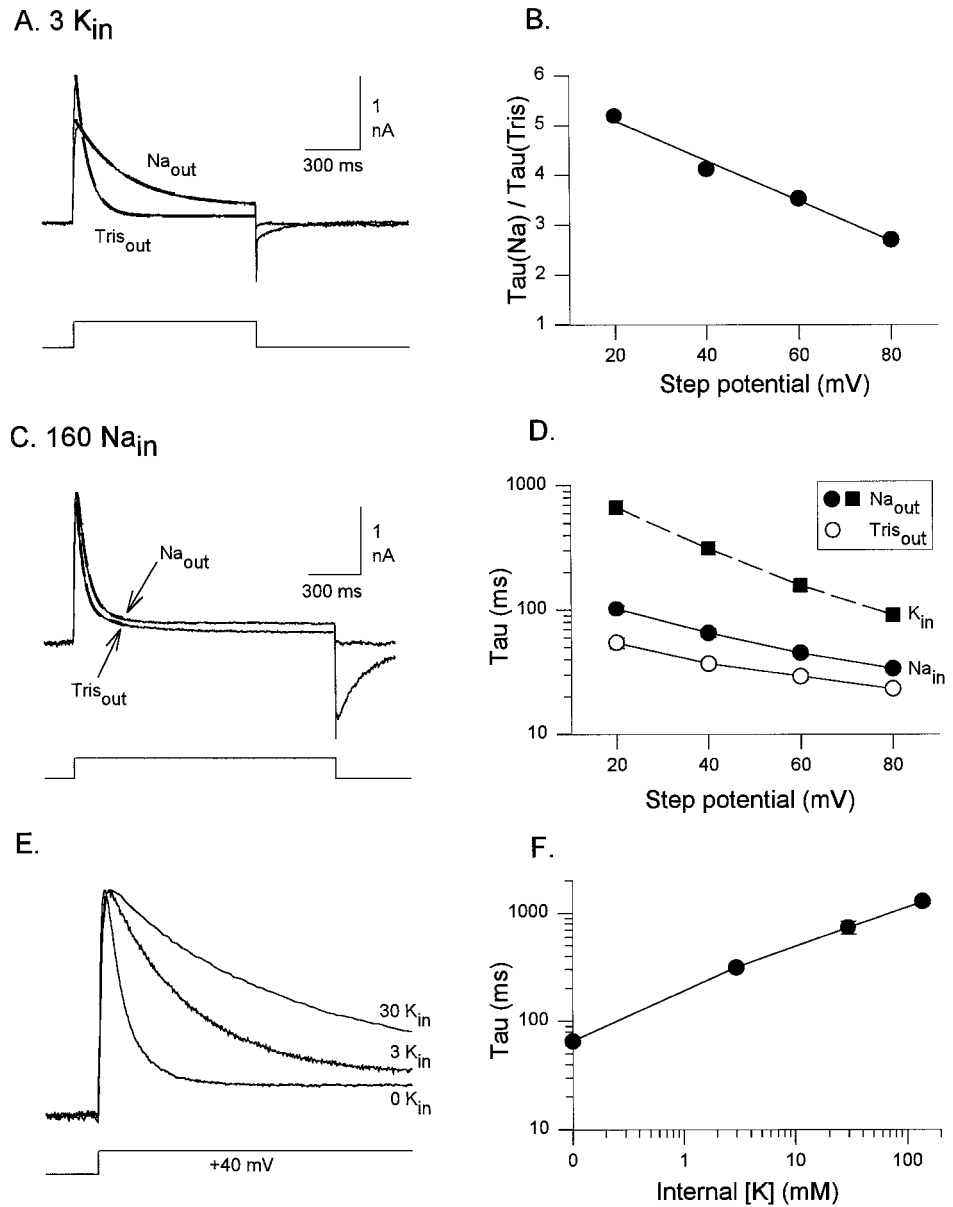 A. 3 Kin
1
nA
300 ms
Naout
Trisout
B.
Tau(Na) / Tau(Tris)
6
5
4
3
2
1
20 40 60 80
Step potential (mV)
C. 160 Nain
1
nA
300 ms
Naout
Trisout
D.
Tau (ms)
1000
100
10
Naout
Trisout
Kin
Nain
20 40 60 80
Step potential (mV)
E.
30 Kin
3 Kin
0 Kin
+40 mV
F.
Tau (ms)
1000
100
10
0 1 10 100
Internal [K] (mM)